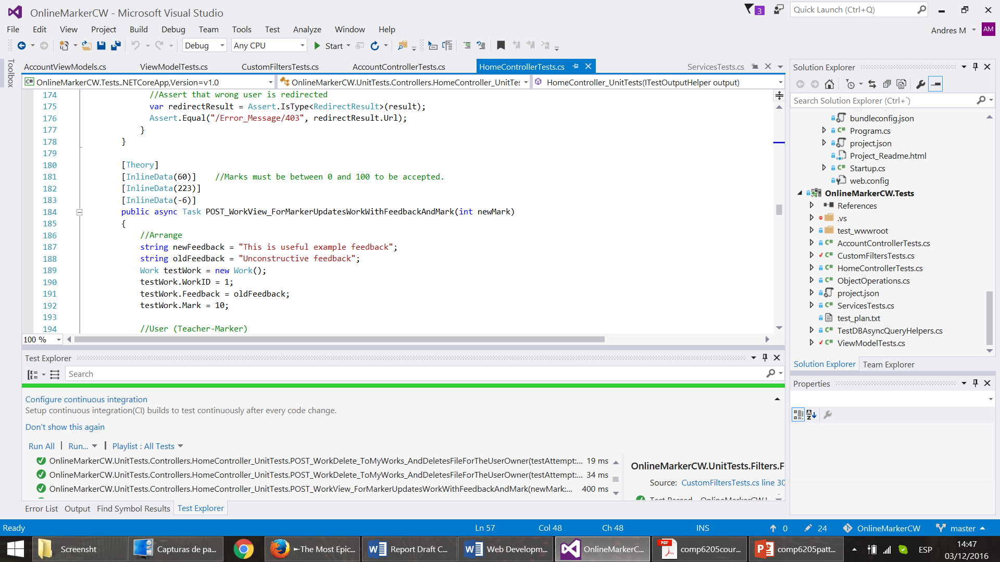 OnlineMarkerCW - Microsoft Visual Studio
3
Quick Launch (Ctrl+Q)
File Edit View Project Build Debug Team Tools Test Analyze Window Help
Andres M AM
Debug Any CPU Start
Toolbox
AccountViewModels.cs ViewModelTests.cs CustomFiltersTests.cs AccountControllerTests.cs HomeControllerTests.cs ServicesTests.cs
OnlineMarkerCW.Tests..NETCoreApp,Version=v1.0 OnlineMarkerCW.UnitTests.Controllers.HomeController_UnitTe HomeController_UnitTests(ITestOutputHelper output)
174 //Assert that wrong user is redirected
175 var redirectResult = Assert.IsType<RedirectResult>(result);
176 Assert.Equal("/Error_Message/403", redirectResult.Url);
177 }
178 }
179
180 [Theory]
181 [InlineData(60)] //Marks must be between 0 and 100 to be accepted.
182 [InlineData(223)]
183 [InlineData(-6)]
184 public async Task POST_WorkView_ForMarkerUpdatesWorkWithFeedbackAndMark(int newMark)
185 {
186 //Arrange
187 string newFeedback = "This is useful example feedback";
188 string oldFeedback = "Unconstructive feedback";
189 Work testWork = new Work();
190 testWork.WorkID = 1;
191 testWork.Feedback = oldFeedback;
192 testWork.Mark = 10;
193
194 //User (Teacher-Marker)
100 %
Test Explorer
Search
Configure continuous integration
Setup continuous integration(CI) builds to test continuously after every code change.
Don't show this again
Run All Run... Playlist : All Tests
OnlineMarkerCW.UnitTests.Controllers.HomeController_UnitTests.POST_WorkDelete_ToMyWorks_AndDeletesFileForTheUserOwner(testAttempt:... 19 ms
OnlineMarkerCW.UnitTests.Controllers.HomeController_UnitTests.POST_WorkDelete_ToMyWorks_AndDeletesFileForTheUserOwner(testAttempt:... 34 ms
OnlineMarkerCW.UnitTests.Controllers.HomeController_UnitTests.POST_WorkView_ForMarkerUpdatesWorkWithFeedbackAndMark(newMark:... 400 ms
OnlineMarkerCW.UnitTests.Filters.F
Source: CustomFiltersTests.cs line 30
Error List Output Find Symbol Results Test Explorer
Solution Explorer
Search Solution Explorer (Ctrl+`)
bundleconfig.json
Program.cs
project.json
Project_Readme.html
Startup.cs
web.config
OnlineMarkerCW.Tests
References
.vs
test_wwwroot
AccountControllerTests.cs
CustomFiltersTests.cs
HomeControllerTests.cs
ObjectOperations.cs
project.json
ServicesTests.cs
test_plan.txt
TestDBAsyncQueryHelpers.cs
ViewModelTests.cs
Solution Explorer Team Explorer
Properties
Ready Ln 57 Col 48 Ch 48 INS 0 24 OnlineMarkerCW master
Screensht Capturas de pa... ►The Most Epic... Report Draft C... Web Developm... OnlineMarkerC... comp6205cour... comp6205patt... ESP
14:47
03/12/2016